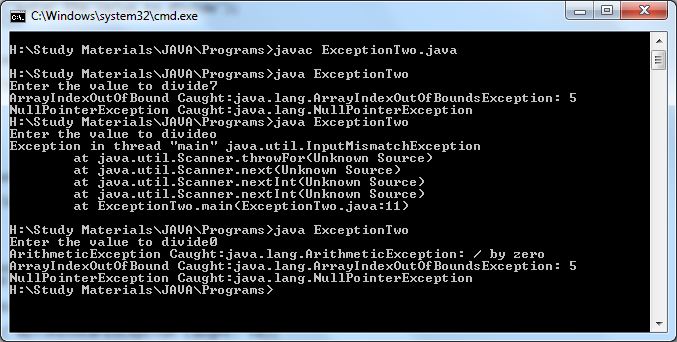 C:\Windows\system32\cmd.exe
H:\Study Materials\JAVA\Programs>javac ExceptionTwo.java
H:\Study Materials\JAVA\Programs>java ExceptionTwo
Enter the value to divide7
ArrayIndexOutOfBound Caught:java.lang.ArrayIndexOutOfBoundsException: 5
NullPointerException Caught:java.lang.NullPointerException
H:\Study Materials\JAVA\Programs>java ExceptionTwo
Enter the value to divideo
Exception in thread "main" java.util.InputMismatchException
at java.util.Scanner.throwFor(Unknown Source)
at java.util.Scanner.next(Unknown Source)
at java.util.Scanner.nextInt(Unknown Source)
at java.util.Scanner.nextInt(Unknown Source)
at ExceptionTwo.main(ExceptionTwo.java:11)
H:\Study Materials\JAVA\Programs>java ExceptionTwo
Enter the value to divide0
ArithmeticException Caught:java.lang.ArithmeticException: / by zero
ArrayIndexOutOfBound Caught:java.lang.ArrayIndexOutOfBoundsException: 5
NullPointerException Caught:java.lang.NullPointerException
H:\Study Materials\JAVA\Programs>